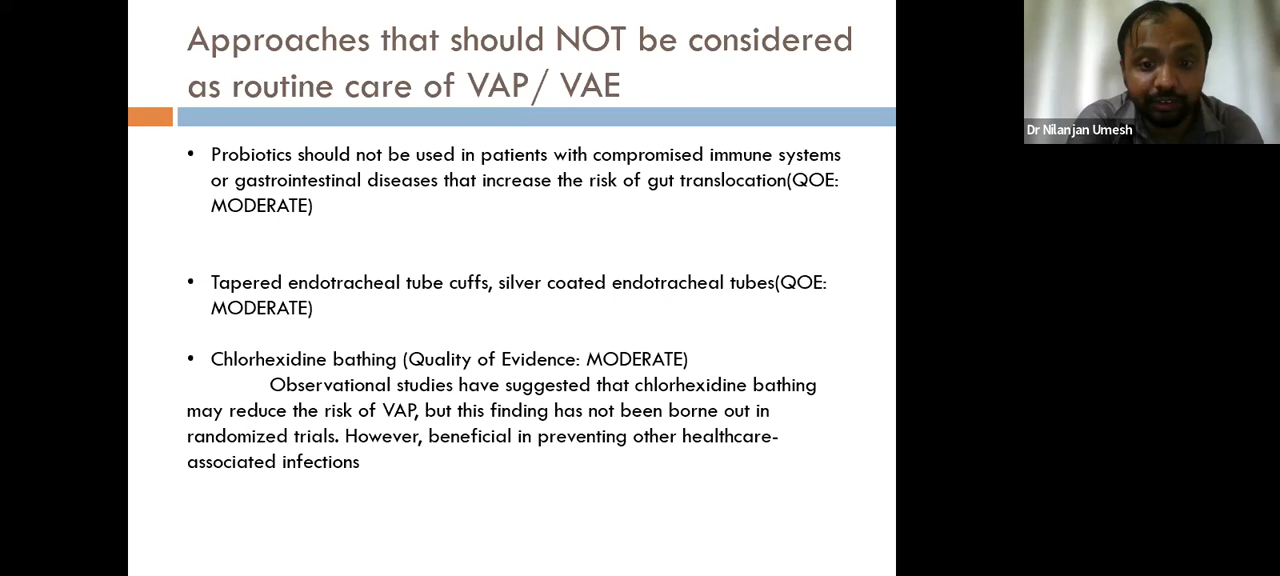 Approaches that should NOT be considered
as routine care of VAP/ VAE
• Probiotics should not be used in patients with compromised immune systems
or gastrointestinal diseases that increase the risk of gut translocation(QOE:
MODERATE)
• Tapered endotracheal tube cuffs, silver coated endotracheal tubes(QOE:
MODERATE)
• Chlorhexidine bathing (Quality of Evidence: MODERATE)
Observational studies have suggested that chlorhexidine bathing
may reduce the risk of VAP, but this finding has not been borne out in
randomized trials. However, beneficial in preventing other healthcare-
associated infections
Dr Nilanjan Umesh